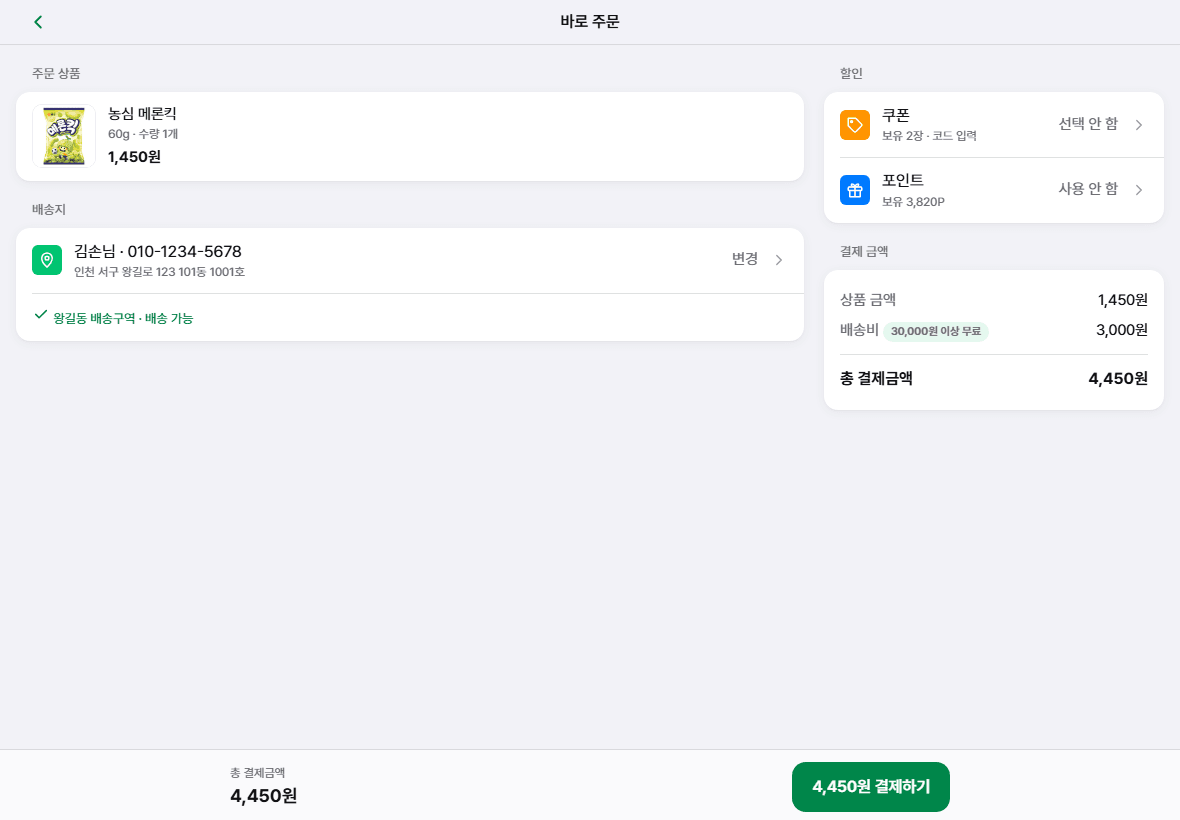 바로 주문
주문 상품
메론킥
농심 메론킥
60g · 수량 1개
1,450원
배송지
김손님 · 010-1234-5678
인천 서구 왕길로 123 101동 1001호
변경
왕길동 배송구역 · 배송 가능
할인
쿠폰
보유 2장 · 코드 입력
선택 안 함
포인트
보유 3,820P
사용 안 함
결제 금액
상품 금액 1,450원
배송비 30,000원 이상 무료 3,000원
총 결제금액 4,450원
총 결제금액
4,450원
4,450원 결제하기